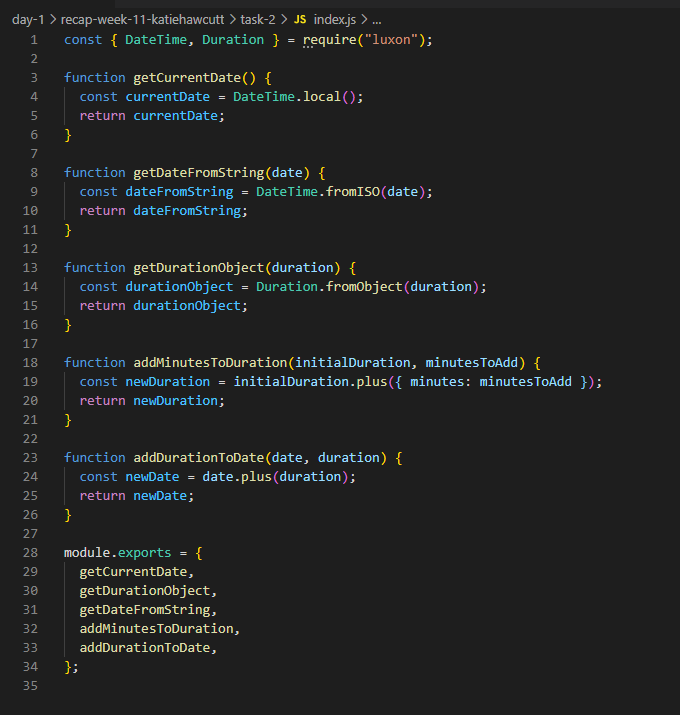 day-1 > recap-week-11-katiehawcutt > task-2 > JS index.js > ...
1 const { DateTime, Duration } = require("luxon");
2
3 function getCurrentDate() {
4   const currentDate = DateTime.local();
5   return currentDate;
6 }
7
8 function getDateFromString(date) {
9   const dateFromString = DateTime.fromISO(date);
10   return dateFromString;
11 }
12
13 function getDurationObject(duration) {
14   const durationObject = Duration.fromObject(duration);
15   return durationObject;
16 }
17
18 function addMinutesToDuration(initialDuration, minutesToAdd) {
19   const newDuration = initialDuration.plus({ minutes: minutesToAdd });
20   return newDuration;
21 }
22
23 function addDurationToDate(date, duration) {
24   const newDate = date.plus(duration);
25   return newDate;
26 }
27
28 module.exports = {
29   getCurrentDate,
30   getDurationObject,
31   getDateFromString,
32   addMinutesToDuration,
33   addDurationToDate,
34 };
35